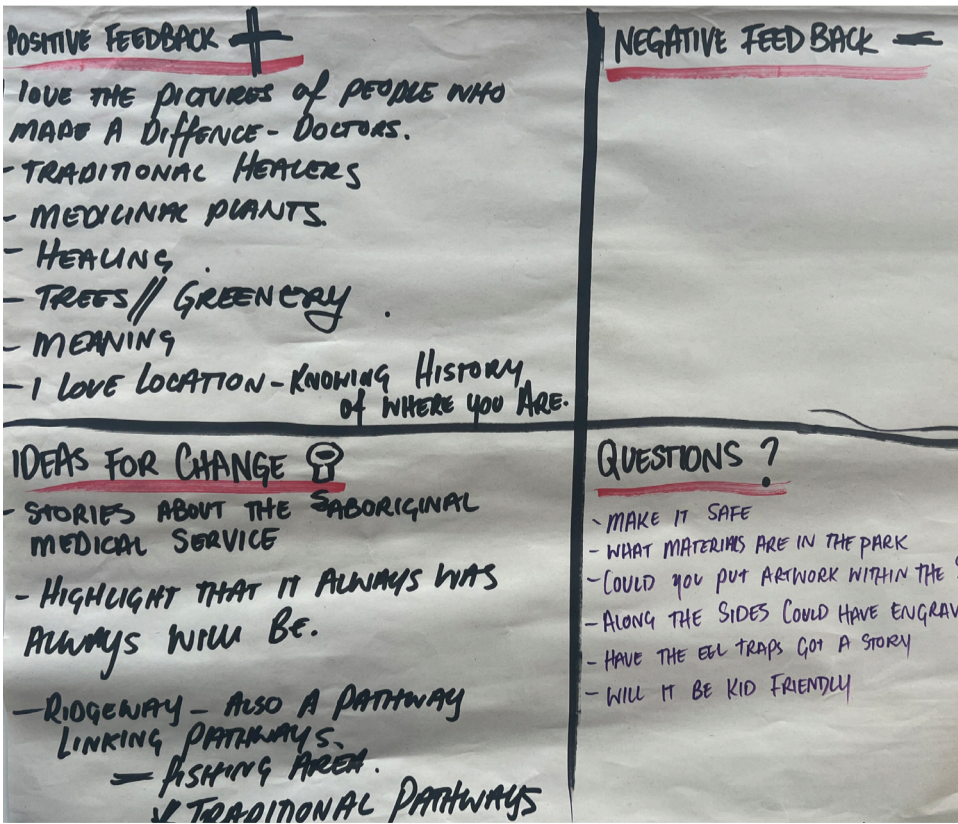 POSITIVE FEEDBACK +
I LOVE THE PICTURES OF PEOPLE WHO
MADE A DIFFENCE - DOCTORS.
- TRADITIONAL HEALERS
- MEDICINAL PLANTS.
- HEALING.
- TREES // GREENERY.
- MEANING
- I LOVE LOCATION - KNOWING HISTORY
OF WHERE YOU ARE.
NEGATIVE FEEDBACK -
IDEAS FOR CHANGE
- STORIES ABOUT THE ABORIGINAL
MEDICAL SERVICE
- HIGHLIGHT THAT IT ALWAYS WAS
ALWAYS WILL BE.
- RIDGEWAY - ALSO A PATHWAY
LINKING PATHWAYS.
- FISHING AREA.
TRADITIONAL PATHWAYS
QUESTIONS ?
- MAKE IT SAFE
- WHAT MATERIALS ARE IN THE PARK
- COULD YOU PUT ARTWORK WITHIN THE
- ALONG THE SIDES COULD HAVE ENGRAV
- HAVE THE EEL TRAPS GOT A STORY
- WILL IT BE KID FRIENDLY